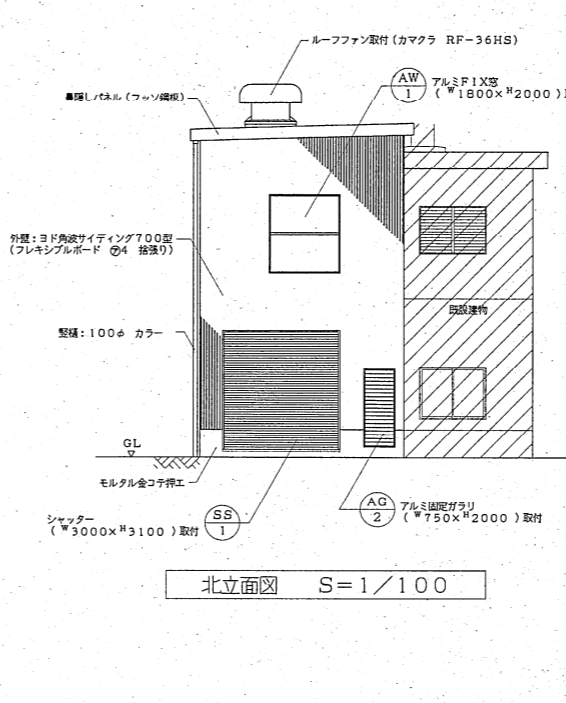 ルーフファン取付(カマクラ RF-36HS)
AW
1
アルミFIX窓
(W1800×H2000)
鼻隠しパネル(フッソ鋼板)
外壁:ヨド角波サイディング700型
(フレキシブルボード ㋐4 捨張り)
既設建物
竪樋:100φ カラー
GL
モルタル金コテ押エ
シャッター
(W3000×H3100)取付
SS
1
AG
2
アルミ固定ガラリ
(W750×H2000)取付
北立面図 S=1/100